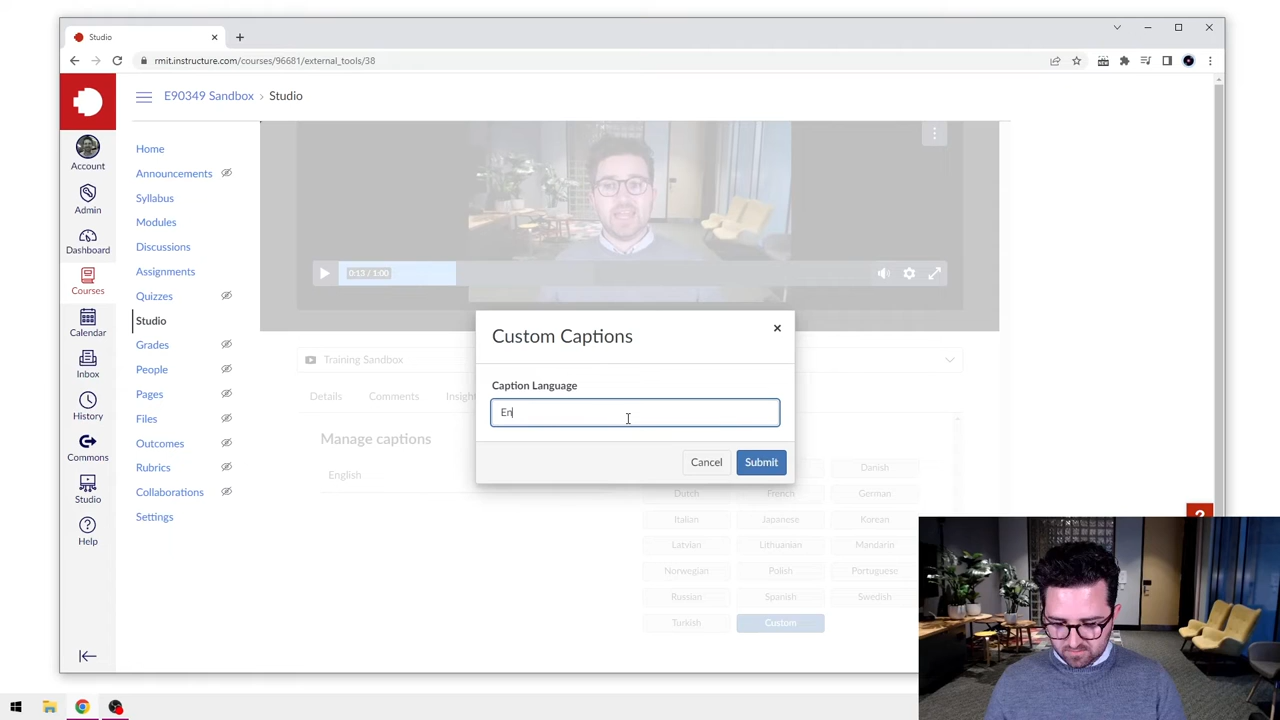 Studio
rmit.instructure.com/courses/96681/external_tools/38
E90349 Sandbox › Studio
Account
Admin
Dashboard
Courses
Calendar
Inbox
History
Commons
Studio
Help
Home
Announcements
Syllabus
Modules
Discussions
Assignments
Quizzes
Studio
Grades
People
Pages
Files
Outcomes
Rubrics
Collaborations
Settings
0:13 / 1:00
Training Sandbox
Details
Comments
Insigh
Manage captions
English
Custom Captions
Caption Language
En
Cancel
Submit
Danish
Dutch
French
German
Italian
Japanese
Korean
Latvian
Lithuanian
Mandarin
Norwegian
Polish
Portuguese
Russian
Spanish
Swedish
Turkish
Custom